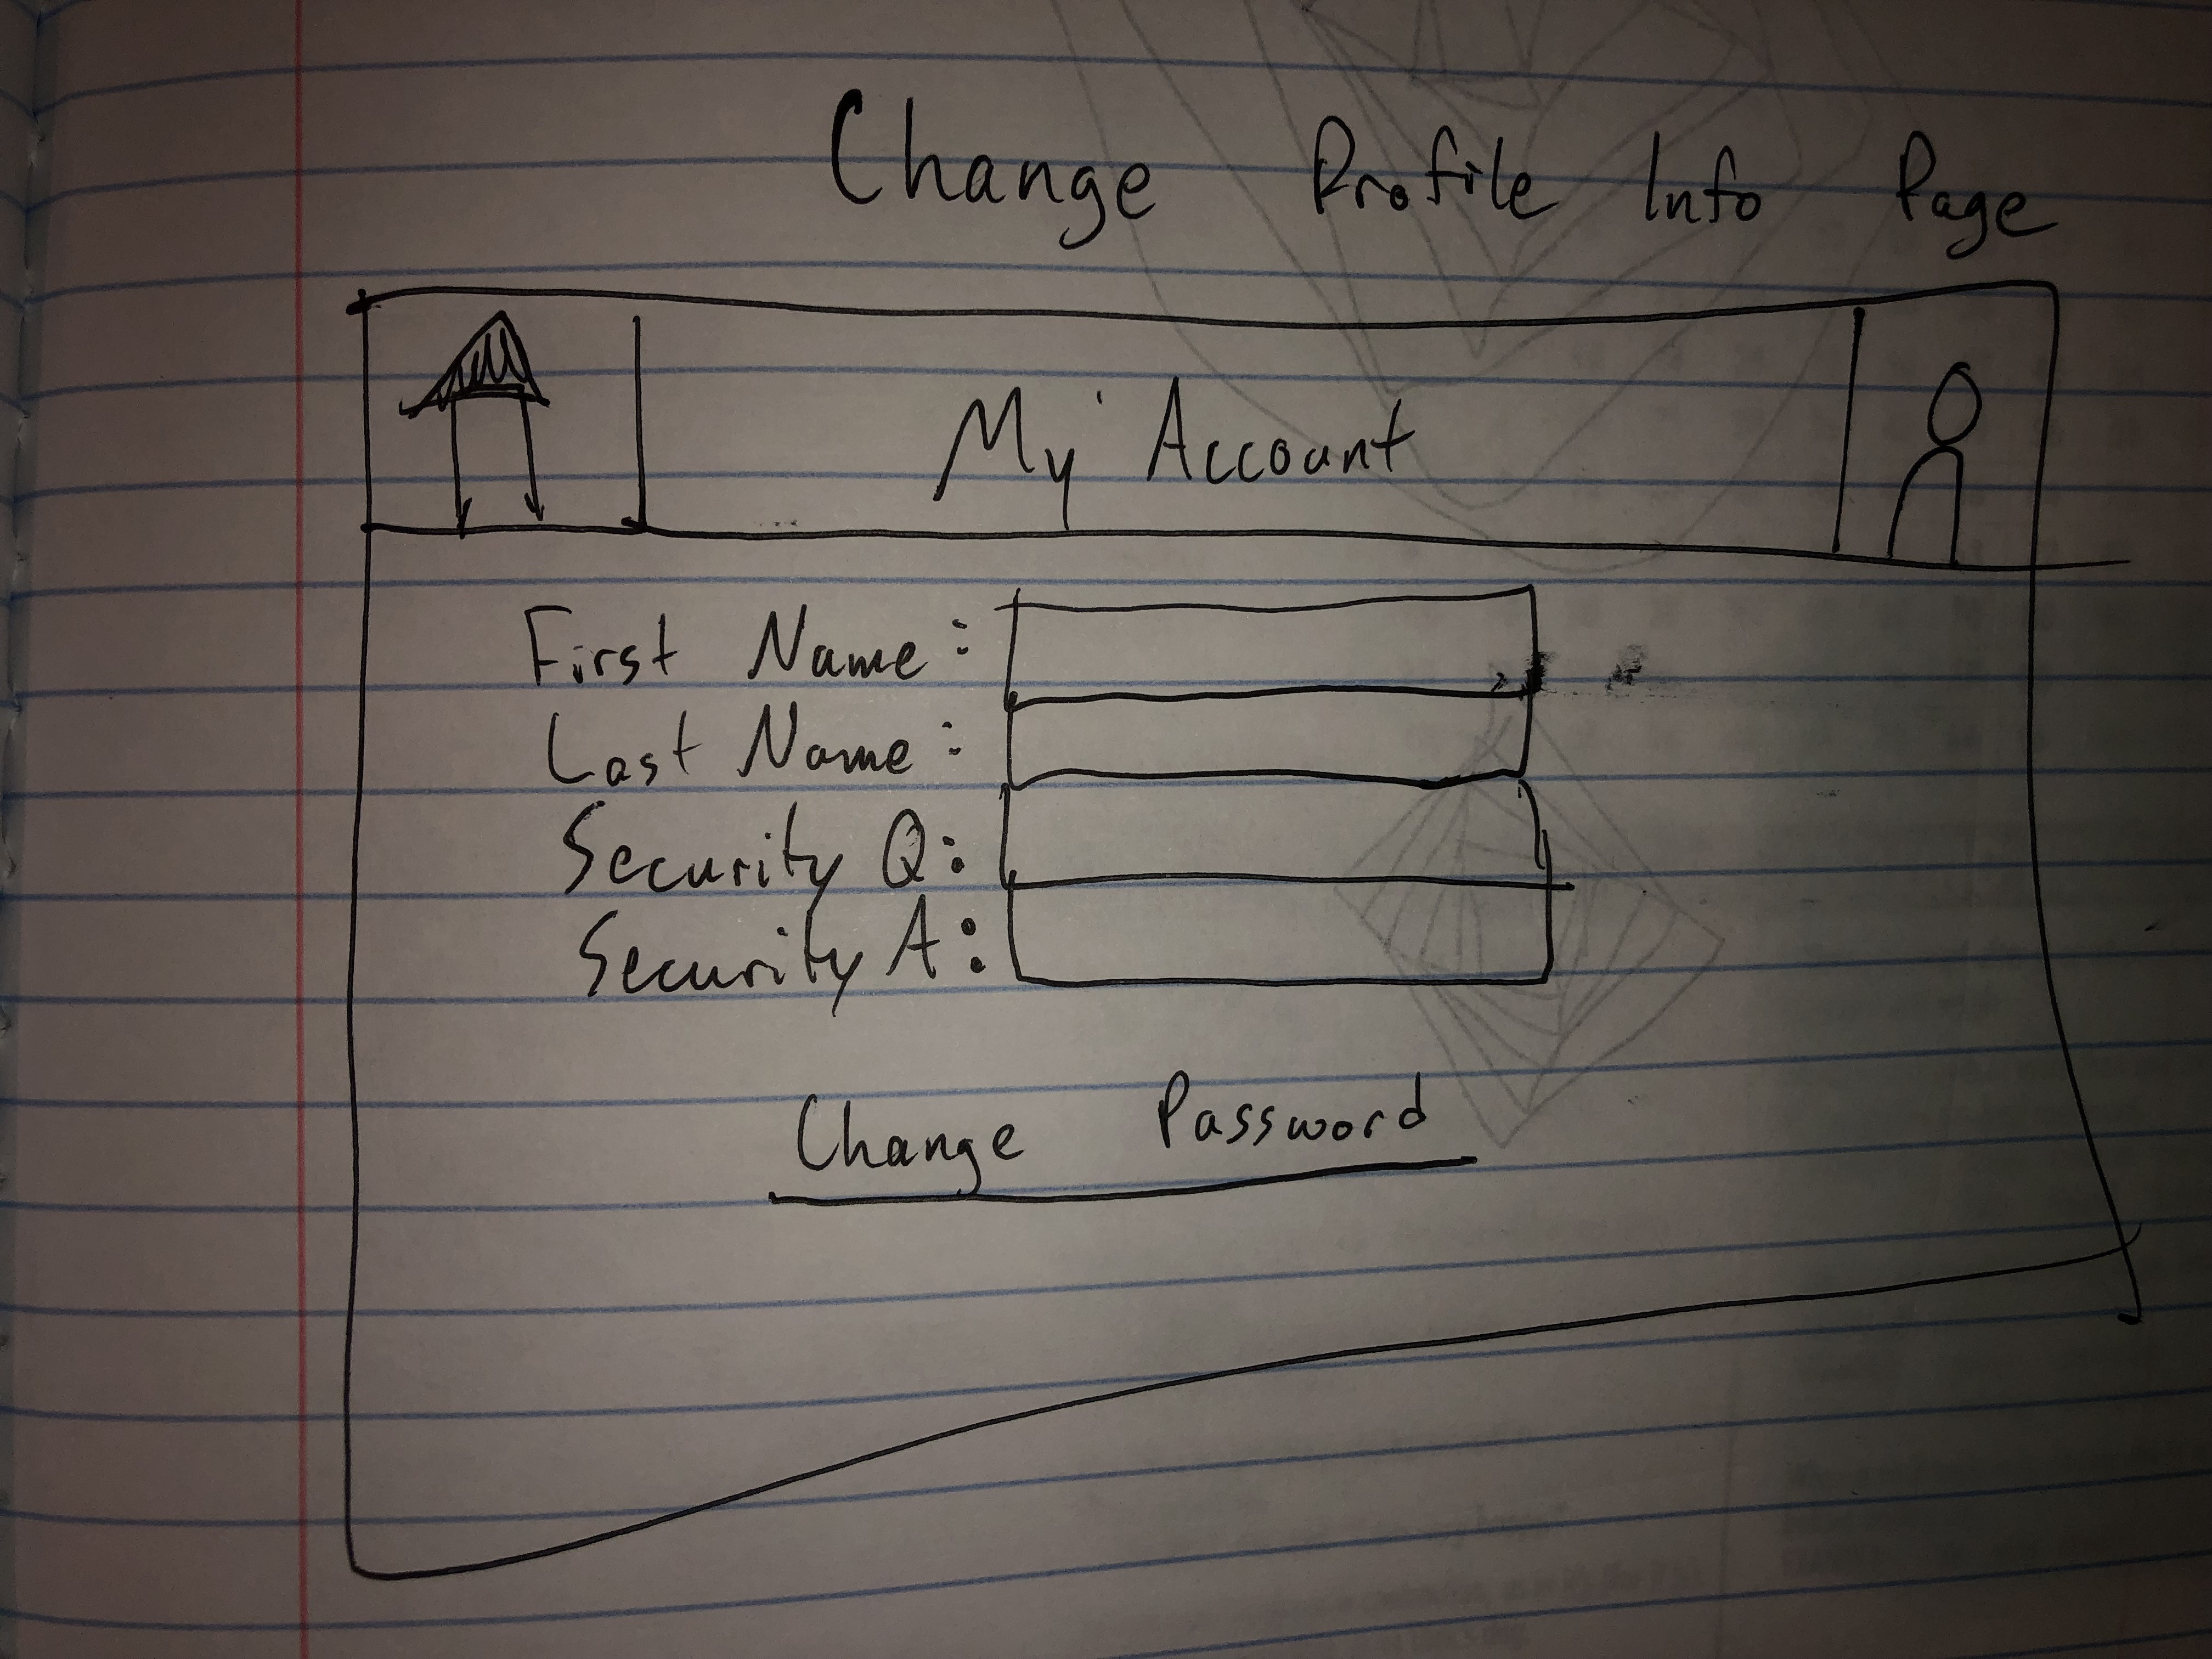 Change Profile Info Page
My Account
First Name:
Last Name:
Security Q:
Security A:
Change Password